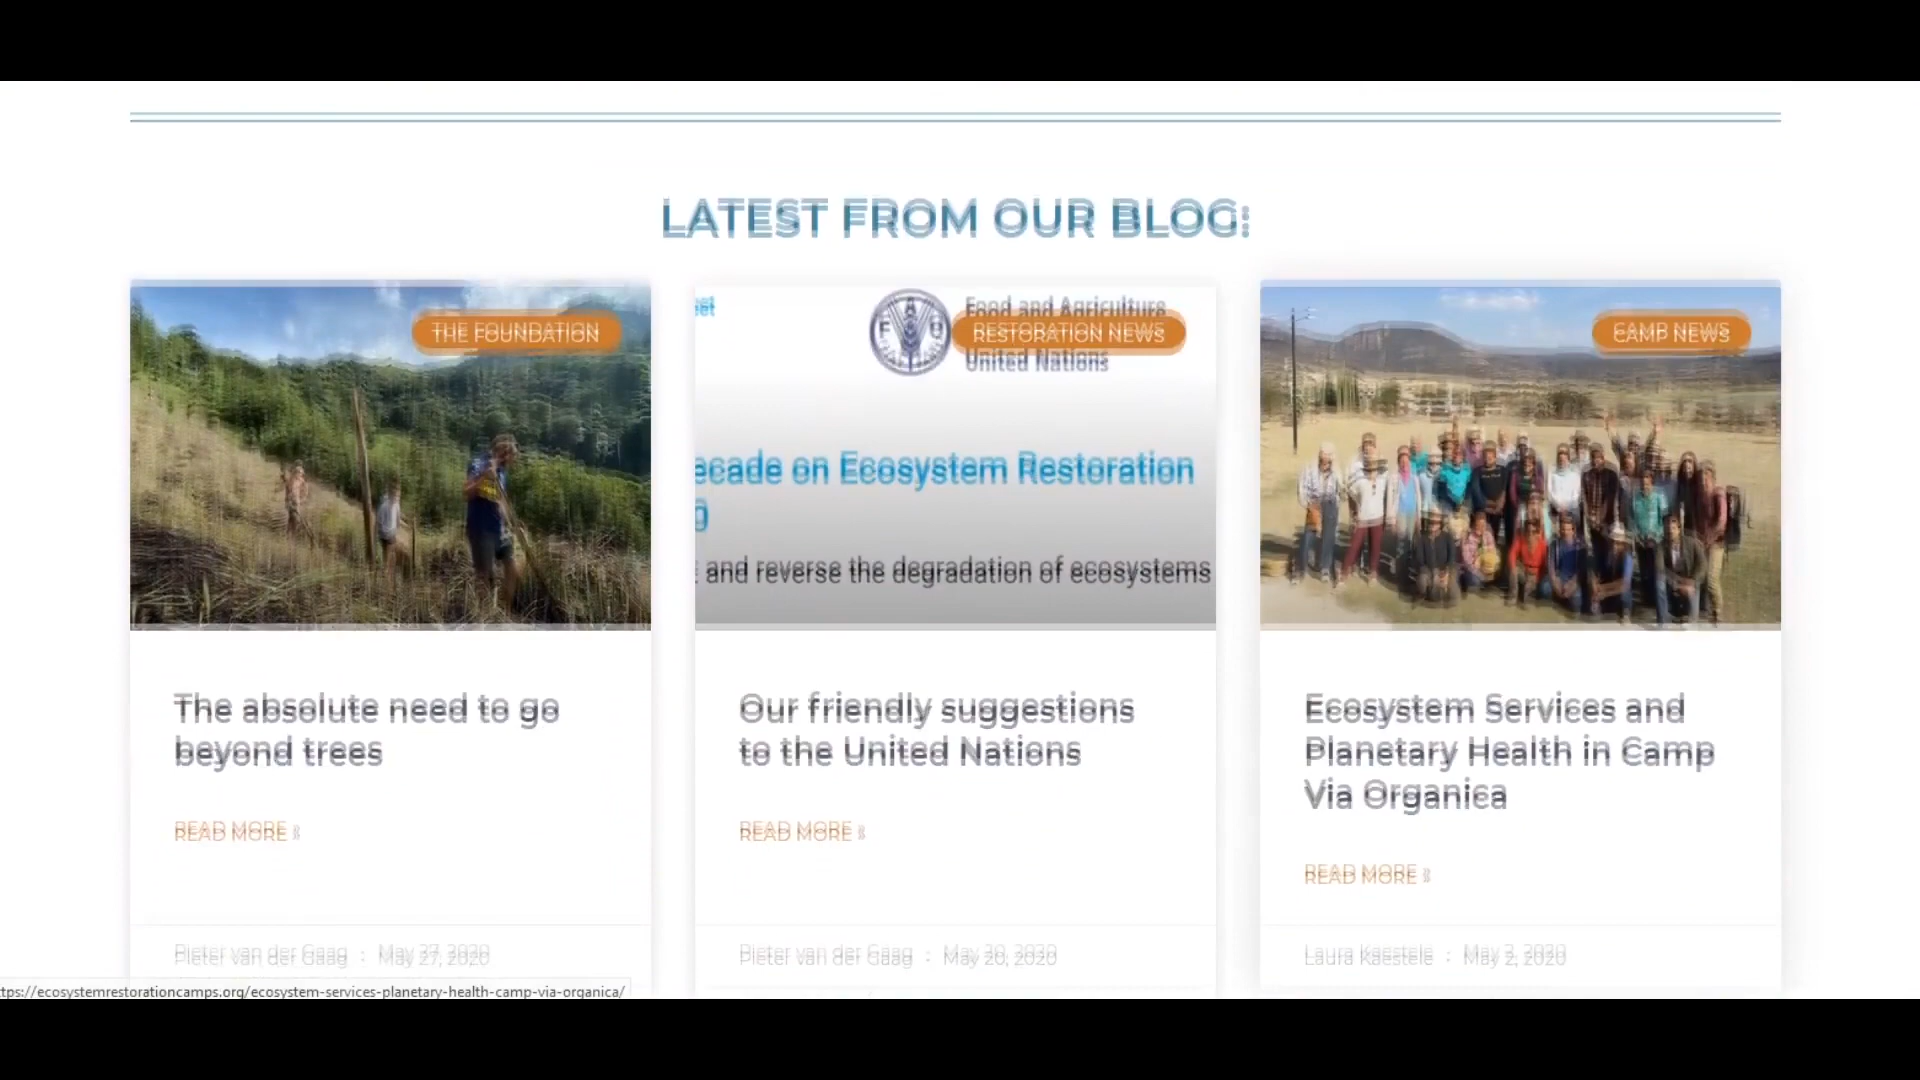 LATEST FROM OUR BLOG:
THE FOUNDATION
The absolute need to go
beyond trees
READ MORE »
Pieter van der Gaag : May 27, 2020
Food and Agriculture
United Nations
RESTORATION NEWS
ecade on Ecosystem Restoration
and reverse the degradation of ecosystems
Our friendly suggestions
to the United Nations
READ MORE »
Pieter van der Gaag : May 20, 2020
CAMP NEWS
Ecosystem Services and
Planetary Health in Camp
Via Organica
READ MORE »
Laura Kaestele : May 2, 2020
ttps://ecosystemrestorationcamps.org/ecosystem-services-planetary-health-camp-via-organica/